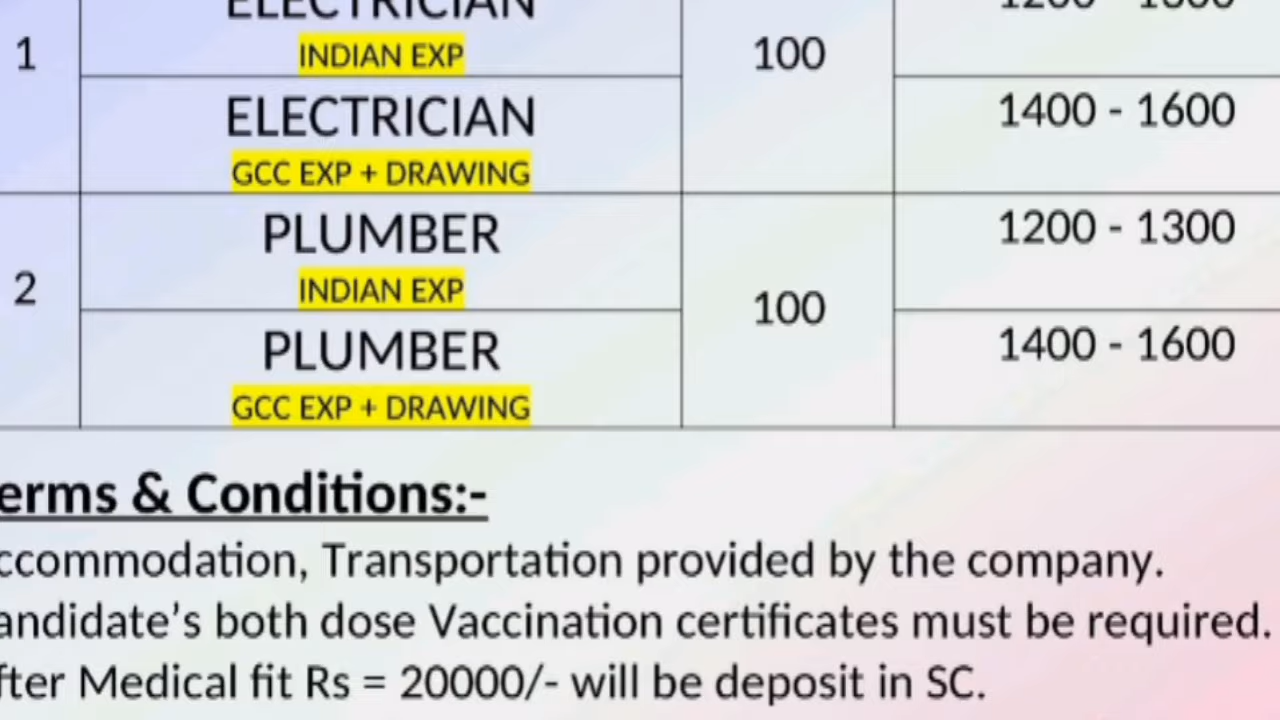 ELECTRICIAN
1
INDIAN EXP
100
ELECTRICIAN
1400 - 1600
GCC EXP + DRAWING
PLUMBER
1200 - 1300
2
INDIAN EXP
100
PLUMBER
1400 - 1600
GCC EXP + DRAWING
erms & Conditions:-
ccommodation, Transportation provided by the company.
andidate’s both dose Vaccination certificates must be required.
fter Medical fit Rs = 20000/- will be deposit in SC.